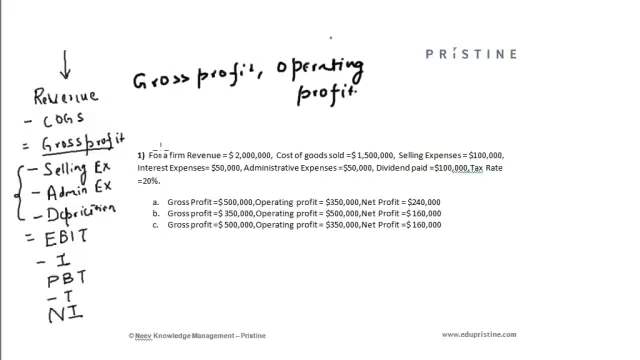 Gross profit, Operating
profit
PRISTINE
Revenue
- COGS
= Gross profit
- Selling Ex
- Admin Ex
- Depricition
= EBIT
- I
PBT
- T
NI
1) For a firm Revenue = $ 2,000,000, Cost of goods sold =$ 1,500,000, Selling Expenses = $100,000,
Interest Expenses= $50,000, Administrative Expenses =$50,000, Dividend paid =$100,000,Tax Rate
=20%.
a. Gross Profit =$ 500,000,Operating profit = $350,000,Net Profit = $240,000
b. Gross profit =$ 350,000,Operating profit = $500,000,Net Profit = $ 160,000
c. Gross profit =$ 500,000,Operating profit = $350,000,Net Profit = $ 160,000
© Neev Knowledge Management – Pristine
www.edupristine.com